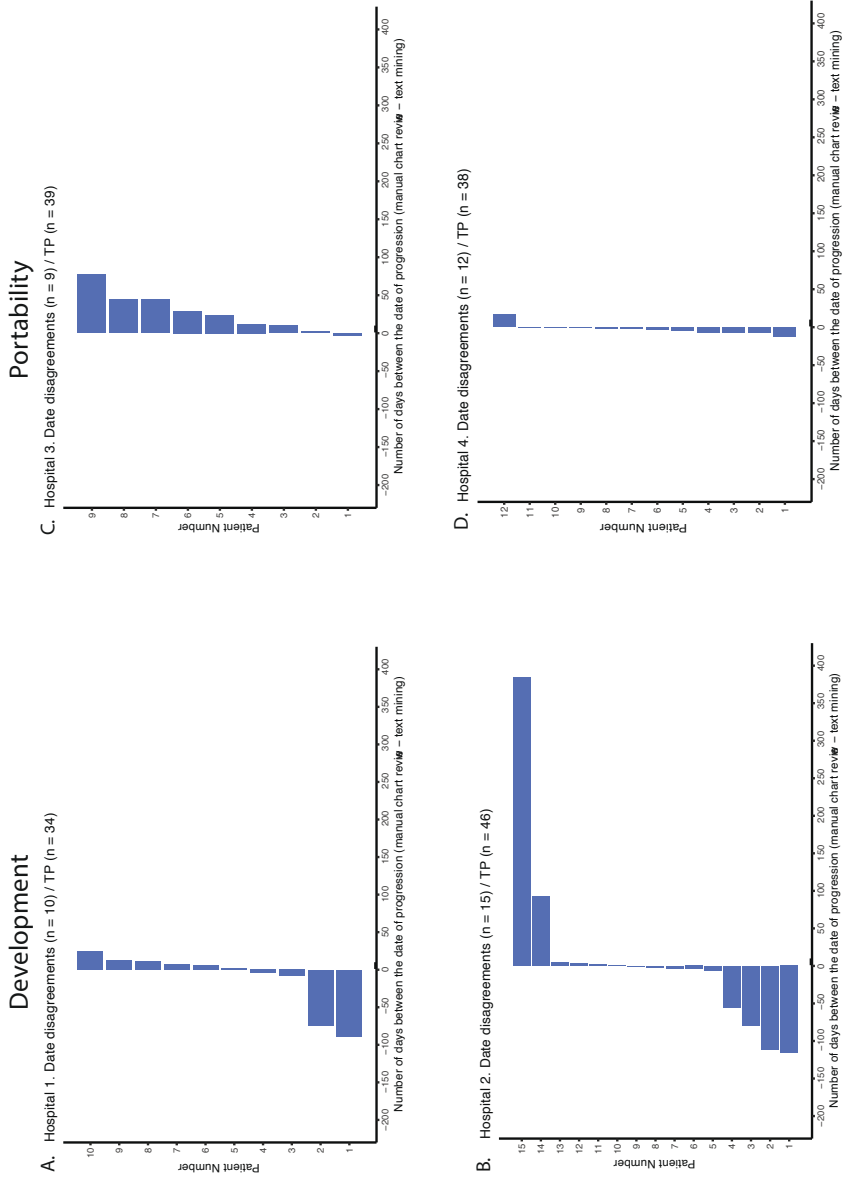 Development
A. Hospital 1. Date disagreements (n = 10) / TP (n = 34)
Patient Number
10
9
8
7
6
5
4
3
2
1
−200 −150 −100 −50 0 50 100 150 200 250 300 350 400
Number of days between the date of progression (manual chart review – text mining)
B. Hospital 2. Date disagreements (n = 15) / TP (n = 46)
Patient Number
15
14
13
12
11
10
9
8
7
6
5
4
3
2
1
−200 −150 −100 −50 0 50 100 150 200 250 300 350 400
Number of days between the date of progression (manual chart review – text mining)
Portability
C. Hospital 3. Date disagreements (n = 9) / TP (n = 39)
Patient Number
9
8
7
6
5
4
3
2
1
−200 −150 −100 −50 0 50 100 150 200 250 300 350 400
Number of days between the date of progression (manual chart review – text mining)
D. Hospital 4. Date disagreements (n = 12) / TP (n = 38)
Patient Number
12
11
10
9
8
7
6
5
4
3
2
1
−200 −150 −100 −50 0 50 100 150 200 250 300 350 400
Number of days between the date of progression (manual chart review – text mining)